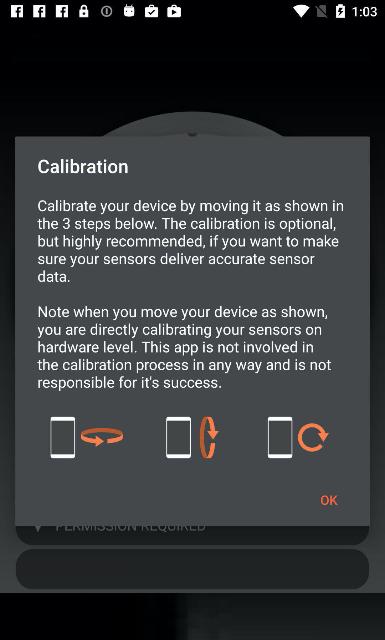 1:03
Calibration
Calibrate your device by moving it as shown in
the 3 steps below. The calibration is optional,
but highly recommended, if you want to make
sure your sensors deliver accurate sensor
data.
Note when you move your device as shown,
you are directly calibrating your sensors on
hardware level. This app is not involved in
the calibration process in any way and is not
responsible for it's success.
OK
PERMISSION REQUIRED